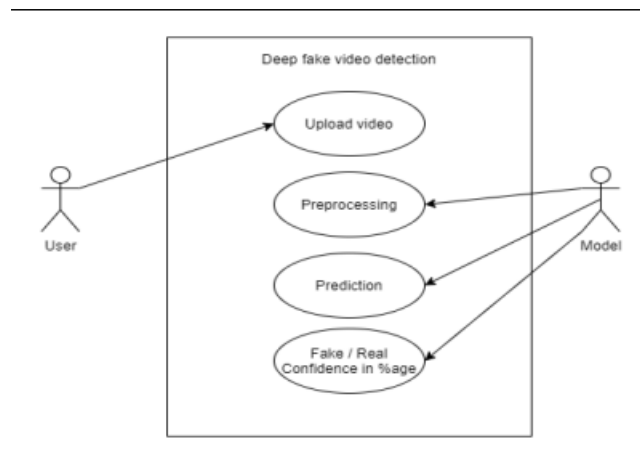 Deep fake video detection
Upload video
Preprocessing
User
Model
Prediction
Fake / Real
Confidence in %age